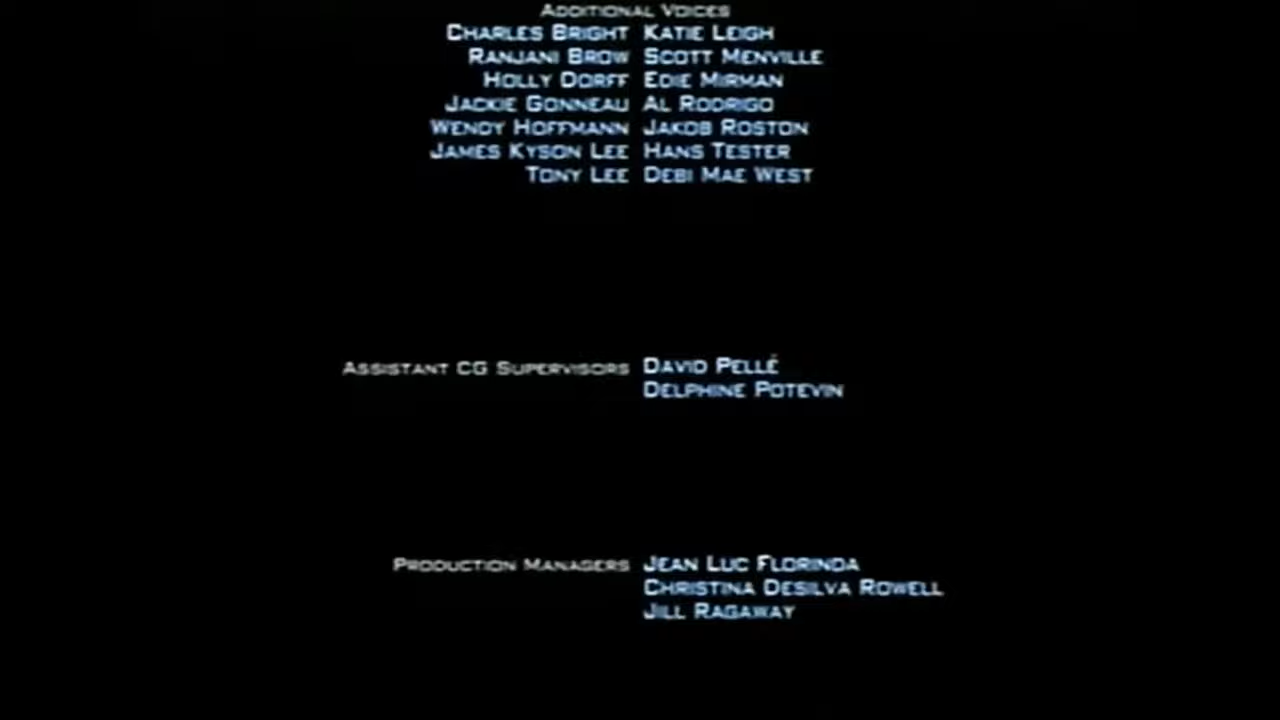 Additional Voices
Charles Bright Katie Leigh
Ranjani Brow Scott Menville
Holly Dorff Edie Mirman
Jackie Gonneau Al Rodrigo
Wendy Hoffmann Jakob Roston
James Kyson Lee Hans Tester
Tony Lee Debi Mae West
Assistant CG Supervisors David Pellé
Delphine Potevin
Production Managers Jean Luc Florinda
Christina DeSilva Rowell
Jill Ragaway